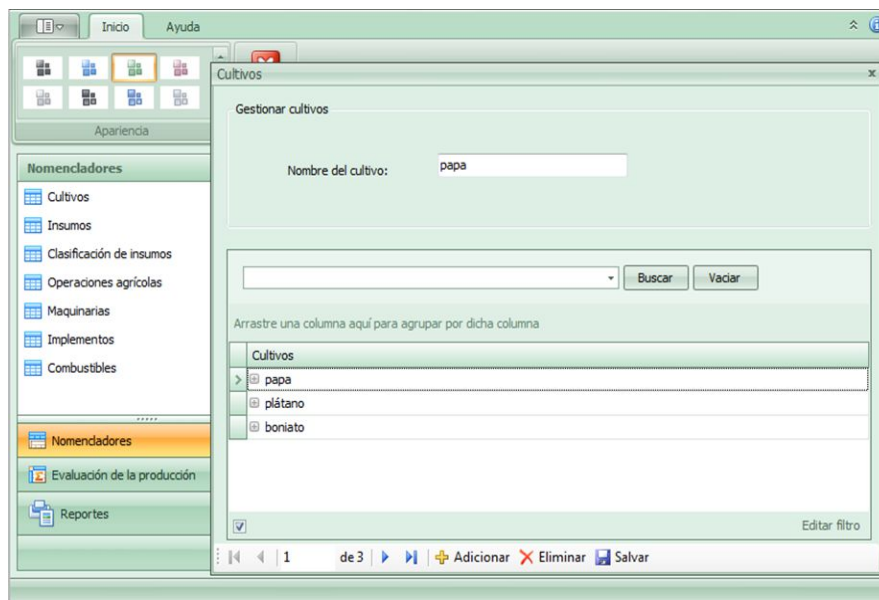 Inicio Ayuda
Apariencia
Nomencladores
Cultivos
Insumos
Clasificación de insumos
Operaciones agrícolas
Maquinarias
Implementos
Combustibles
Nomencladores
Evaluación de la producción
Reportes
Cultivos
Gestionar cultivos
Nombre del cultivo: papa
Buscar Vaciar
Arrastre una columna aquí para agrupar por dicha columna
Cultivos
papa
plátano
boniato
Editar filtro
1 de 3 Adicionar Eliminar Salvar